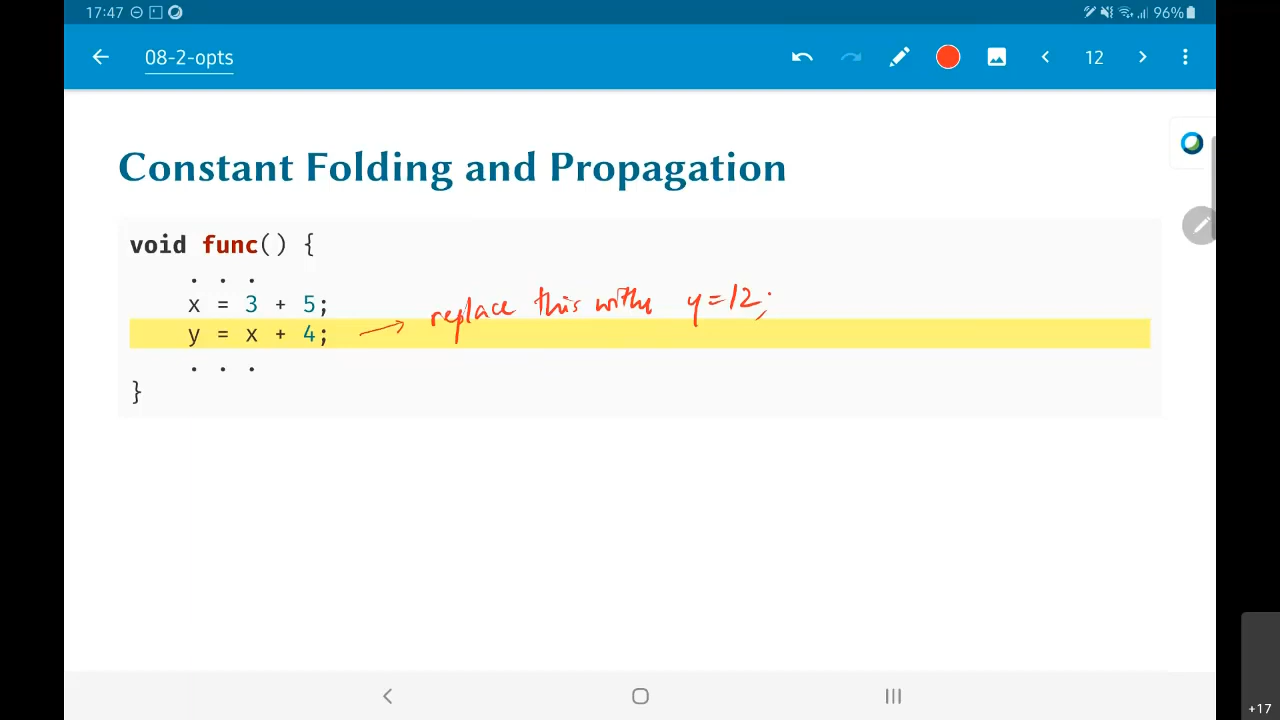 17:47 96%
08-2-opts 12
Constant Folding and Propagation
void func() {
. . .
x = 3 + 5;
replace this with y=12;
y = x + 4;
. . .
}
+17